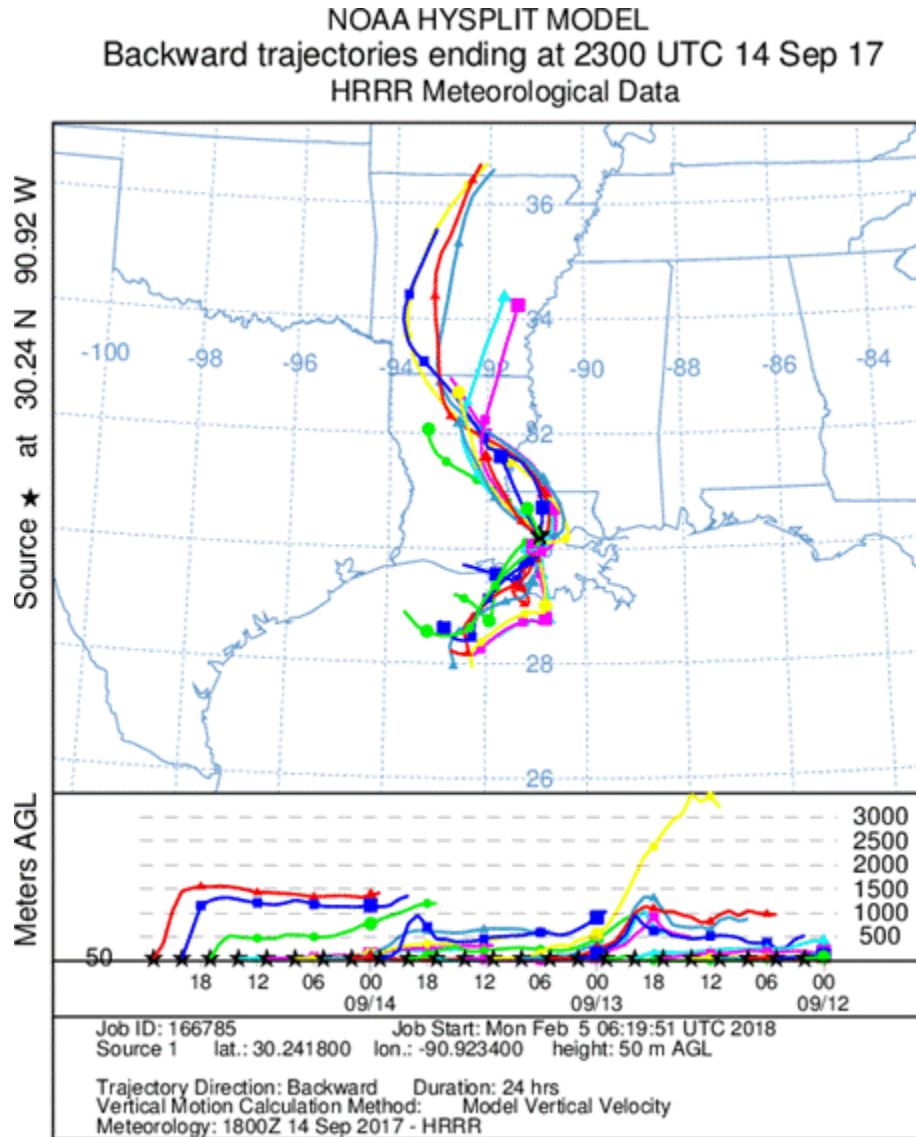 NOAA HYSPLIT MODEL
Backward trajectories ending at 2300 UTC 14 Sep 17
HRRR Meteorological Data
Source ★ at 30.24 N 90.92 W
36
34
-100 -98 -96 -94 -92 -90 -88 -86 -84
32
28
26
Meters AGL
3000
2500
2000
1500
1000
500
50
18 12 06 00 18 12 06 00 18 12 06 00
09/14 09/13 09/12
Job ID: 166785 Job Start: Mon Feb 5 06:19:51 UTC 2018
Source 1 lat.: 30.241800 lon.: -90.923400 height: 50 m AGL
Trajectory Direction: Backward Duration: 24 hrs
Vertical Motion Calculation Method: Model Vertical Velocity
Meteorology: 1800Z 14 Sep 2017 - HRRR